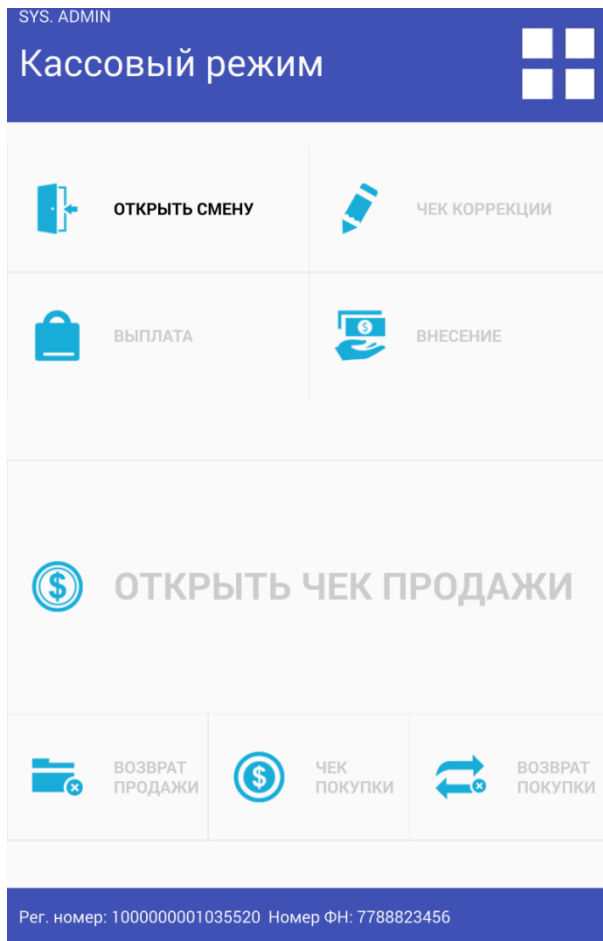 SYS. ADMIN
Кассовый режим
ОТКРЫТЬ СМЕНУ
ЧЕК КОРРЕКЦИИ
ВЫПЛАТА
ВНЕСЕНИЕ
ОТКРЫТЬ ЧЕК ПРОДАЖИ
ВОЗВРАТ
ПРОДАЖИ
ЧЕК
ПОКУПКИ
ВОЗВРАТ
ПОКУПКИ
Рег. номер: 1000000001035520 Номер ФН: 7788823456